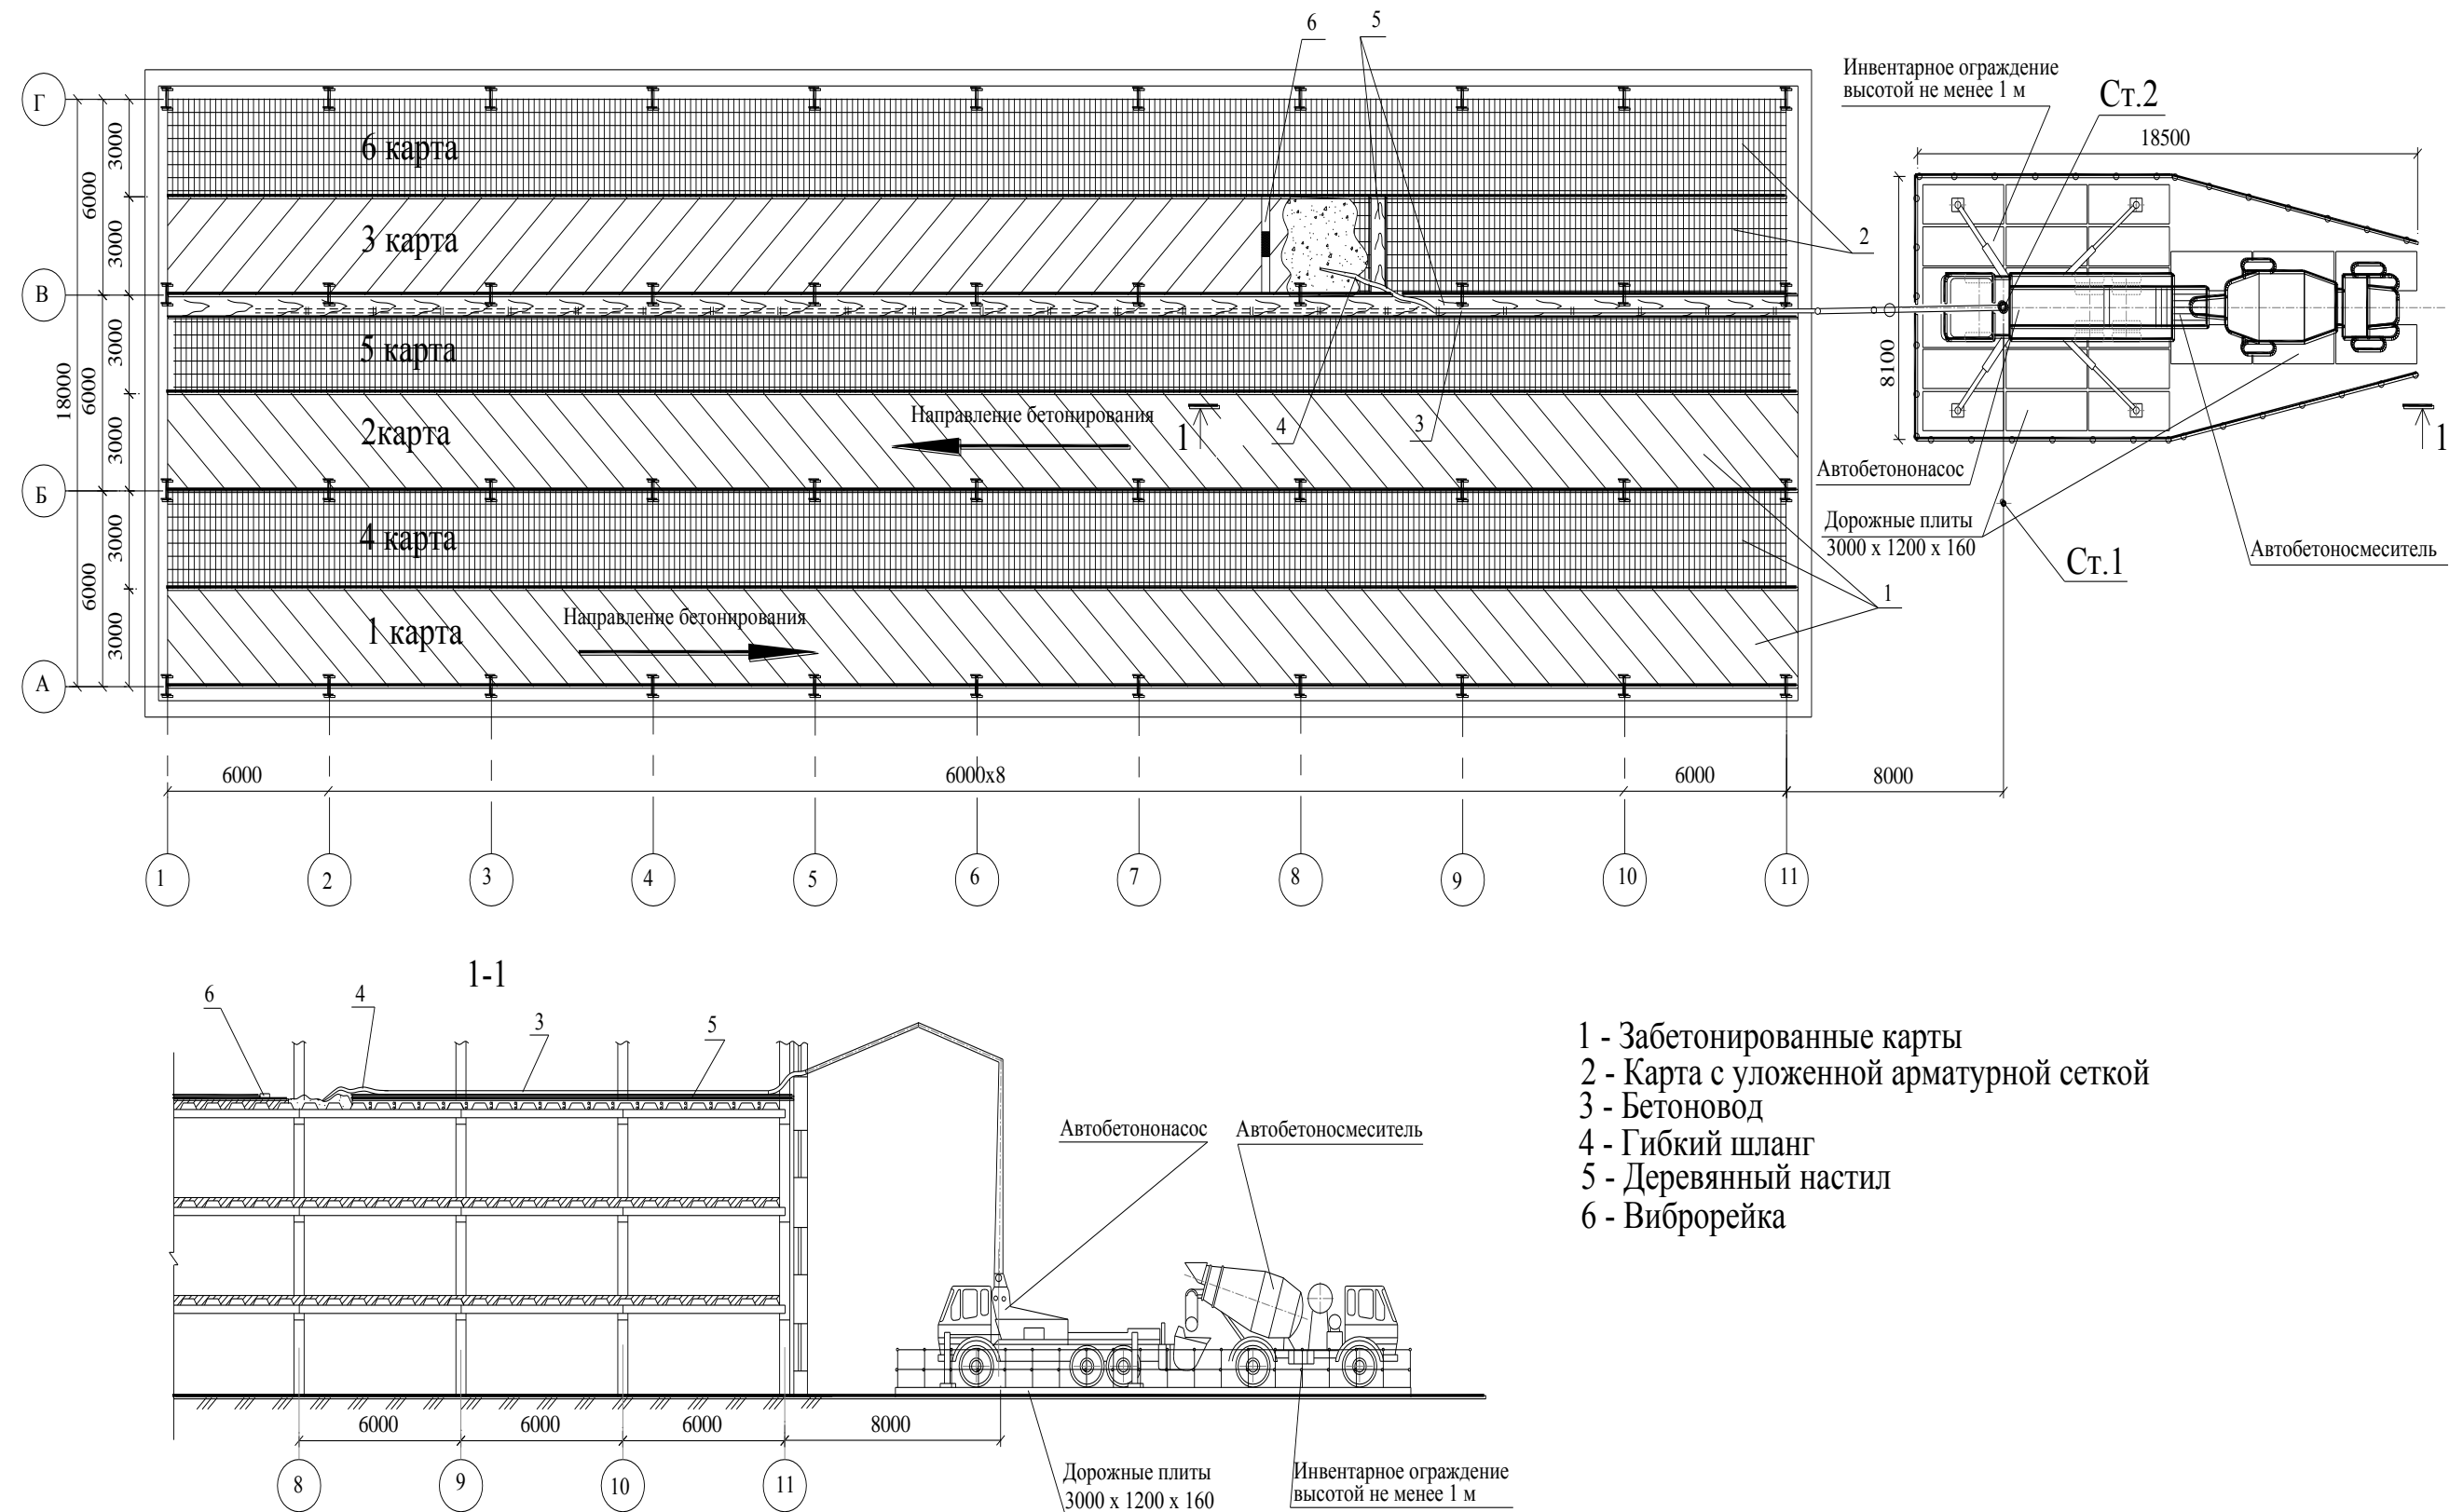 6
5
Инвентарное ограждение
высотой не менее 1 м
Ст.2
18500
Г
3000
6 карта
6000
3000
3 карта
2
В
3000
5 карта
8100
18000
6000
Направление бетонирования
1
4
3
1
3000
2карта
Автобетононасос
Б
Дорожные плиты
3000 x 1200 x 160
Автобетоносмеситель
3000
4 карта
Ст.1
6000
1
3000
1 карта
Направление бетонирования
А
6000
6000x8
6000
8000
1
2
3
4
5
6
7
8
9
10
11
1-1
6
4
3
5
Автобетононасос
Автобетоносмеситель
1 - Забетонированные карты
2 - Карта с уложенной арматурной сеткой
3 - Бетоновод
4 - Гибкий шланг
5 - Деревянный настил
6 - Виброрейка
6000
6000
6000
8000
8
9
10
11
Дорожные плиты
3000 x 1200 x 160
Инвентарное ограждение
высотой не менее 1 м